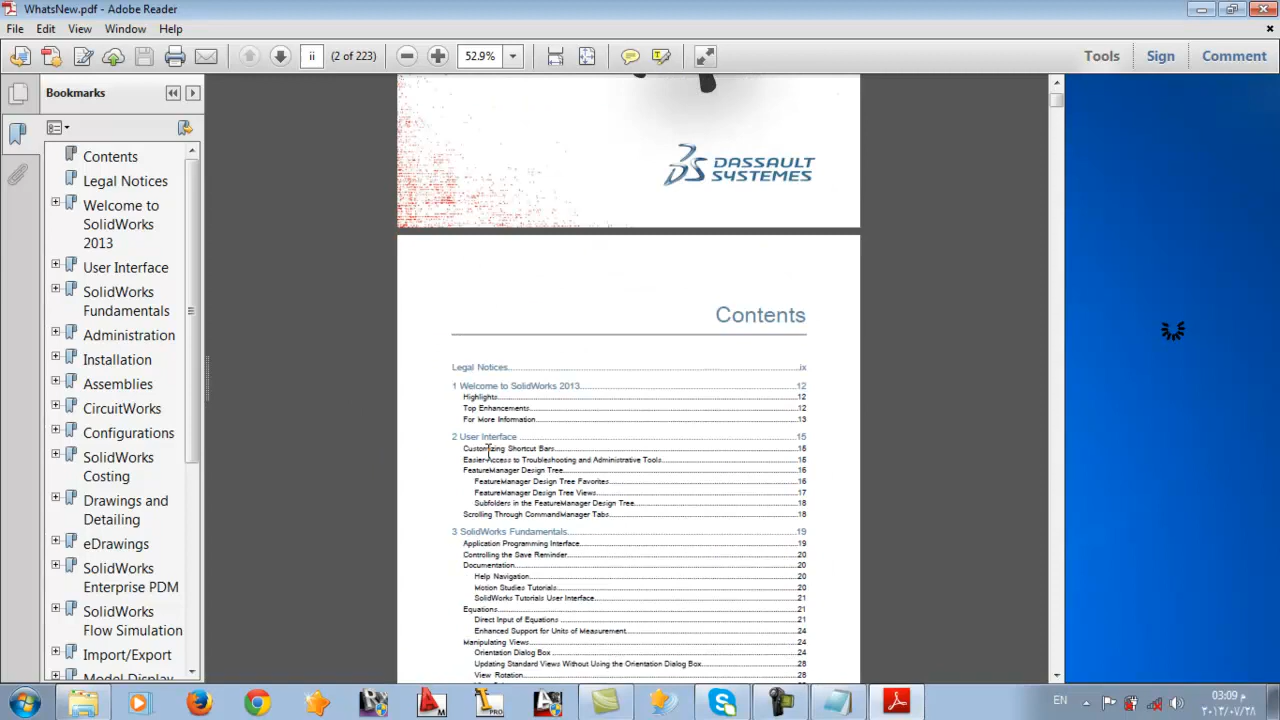 WhatsNew.pdf - Adobe Reader
File Edit View Window Help
ii (2 of 223) 52.9% Tools Sign Comment
Bookmarks
Contents
Legal Notices
Welcome to
SolidWorks
2013
User Interface
SolidWorks
Fundamentals
Administration
Installation
Assemblies
CircuitWorks
Configurations
SolidWorks
Costing
Drawings and
Detailing
eDrawings
SolidWorks
Enterprise PDM
SolidWorks
Flow Simulation
Import/Export
Model Display
DASSAULT
SYSTEMES
Contents
Legal Notices ix
1 Welcome to SolidWorks 2013 12
Highlights 12
Top Enhancements 12
For More Information 13
2 User Interface 15
Customizing Shortcut Bars 15
Easier Access to Troubleshooting and Administrative Tools 15
FeatureManager Design Tree 16
FeatureManager Design Tree Favorites 16
FeatureManager Design Tree Views 17
Subfolders in the FeatureManager Design Tree 18
Scrolling Through CommandManager Tabs 18
3 SolidWorks Fundamentals 19
Application Programming Interface 19
Controlling the Save Reminder 20
Documentation 20
Help Navigation 20
Motion Studies Tutorials 20
SolidWorks Tutorials User Interface 21
Equations 21
Direct Input of Equations 21
Enhanced Support for Units of Measurement 24
Manipulating Views 24
Orientation Dialog Box 24
Updating Standard Views Without Using the Orientation Dialog Box 28
View Rotation 28
M
PRO
EN
03:09 م
٢٠١٣/٠٧/٢٨